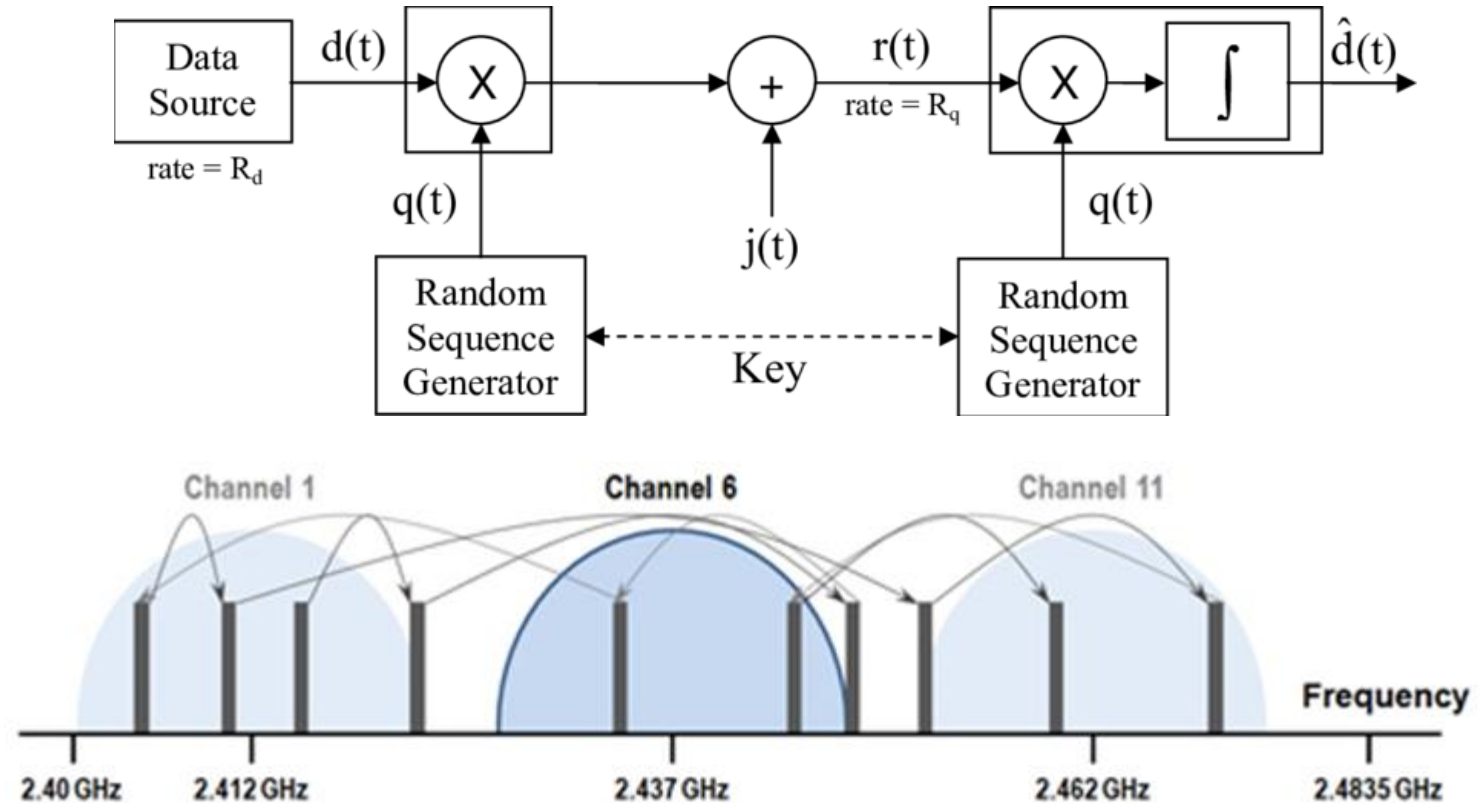 Data
Source
rate = R_d
d(t)
X
q(t)
Random
Sequence
Generator
+
j(t)
Key
r(t)
rate = R_q
X
∫
d̂(t)
q(t)
Random
Sequence
Generator
Channel 1
Channel 6
Channel 11
Frequency
2.40 GHz
2.412 GHz
2.437 GHz
2.462 GHz
2.4835 GHz